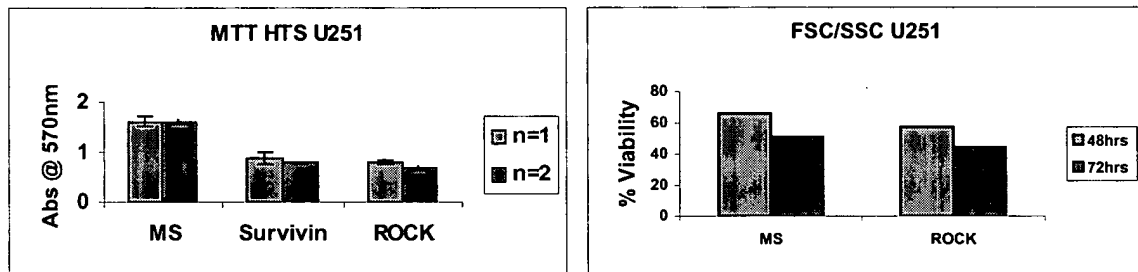 MTT HTS U251
Abs @ 570nm
2
1
0
MS Survivin ROCK
n=1
n=2
FSC/SSC U251
% Viability
80
60
40
20
0
MS ROCK
48hrs
72hrs